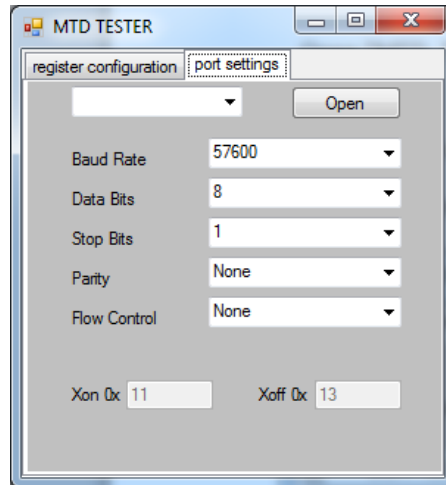 MTD TESTER
register configuration port settings
Open
Baud Rate 57600
Data Bits 8
Stop Bits 1
Parity None
Flow Control None
Xon 0x 11 Xoff 0x 13